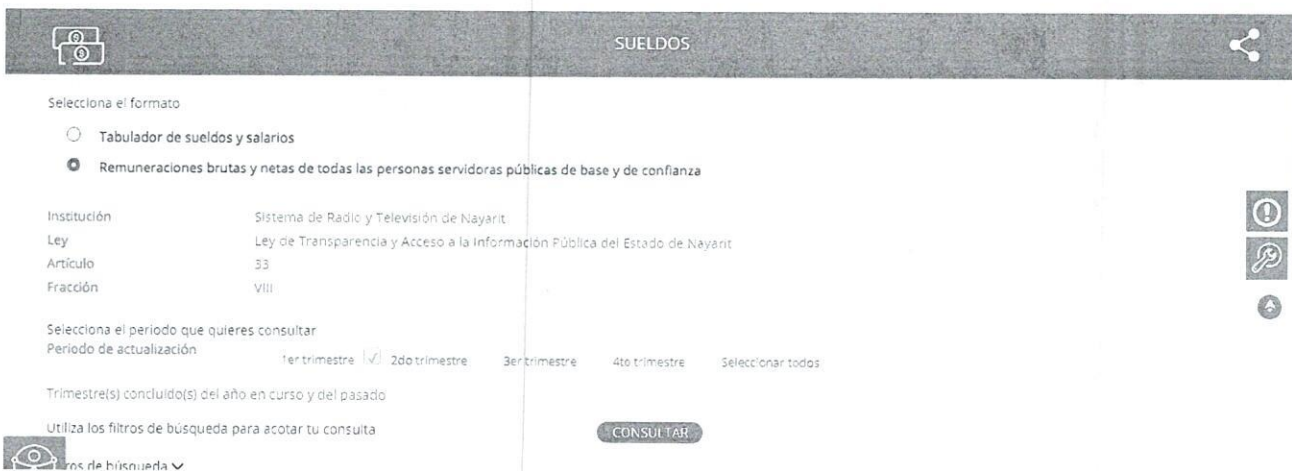 SUELDOS
Selecciona el formato
Tabulador de sueldos y salarios
Remuneraciones brutas y netas de todas las personas servidoras públicas de base y de confianza
Institución Sistema de Radio y Televisión de Nayarit
Ley Ley de Transparencia y Acceso a la Información Pública del Estado de Nayarit
Artículo 33
Fracción VIII
Selecciona el periodo que quieres consultar
Periodo de actualización 1er trimestre 2do trimestre 3er trimestre 4to trimestre Seleccionar todos
Trimestre(s) concluido(s) del año en curso y del pasado
Utiliza los filtros de búsqueda para acotar tu consulta CONSULTAR
ros de búsqueda